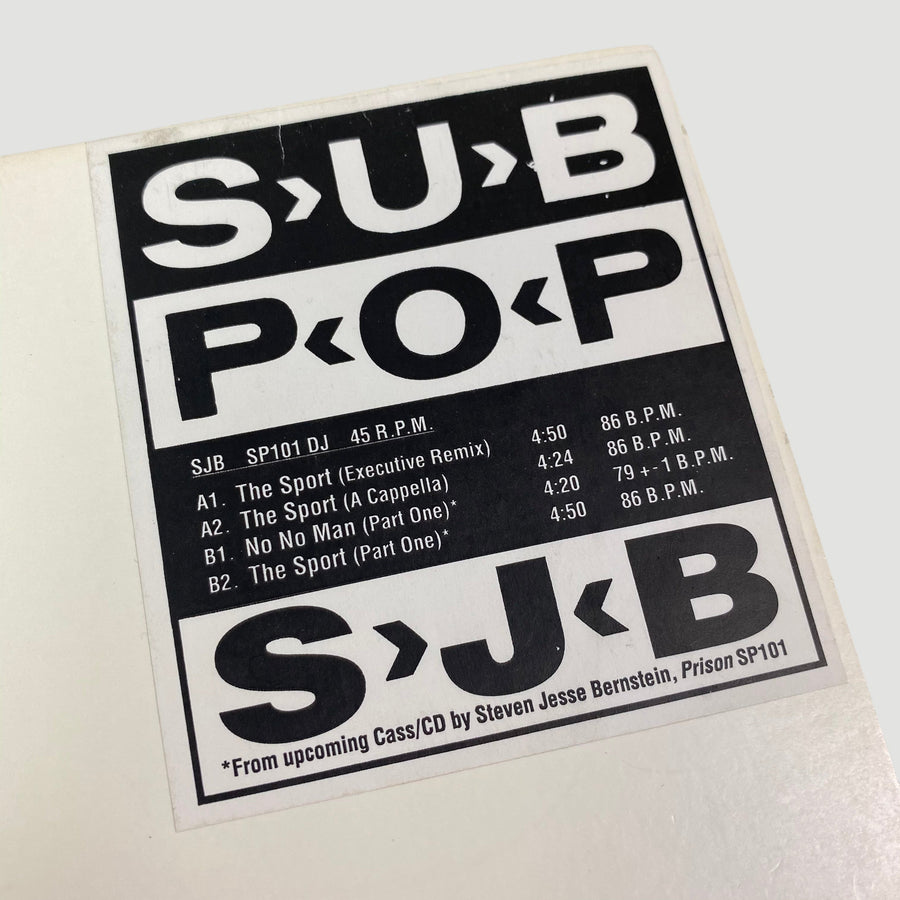 S›U›B
P‹O‹P
SJB SP101 DJ 45 R.P.M.
A1. The Sport (Executive Remix) 4:50 86 B.P.M.
A2. The Sport (A Cappella) 4:24 86 B.P.M.
B1. No No Man (Part One)* 4:20 79 +-1 B.P.M.
B2. The Sport (Part One)* 4:50 86 B.P.M.
S›J‹B
*From upcoming Cass/CD by Steven Jesse Bernstein, Prison SP101